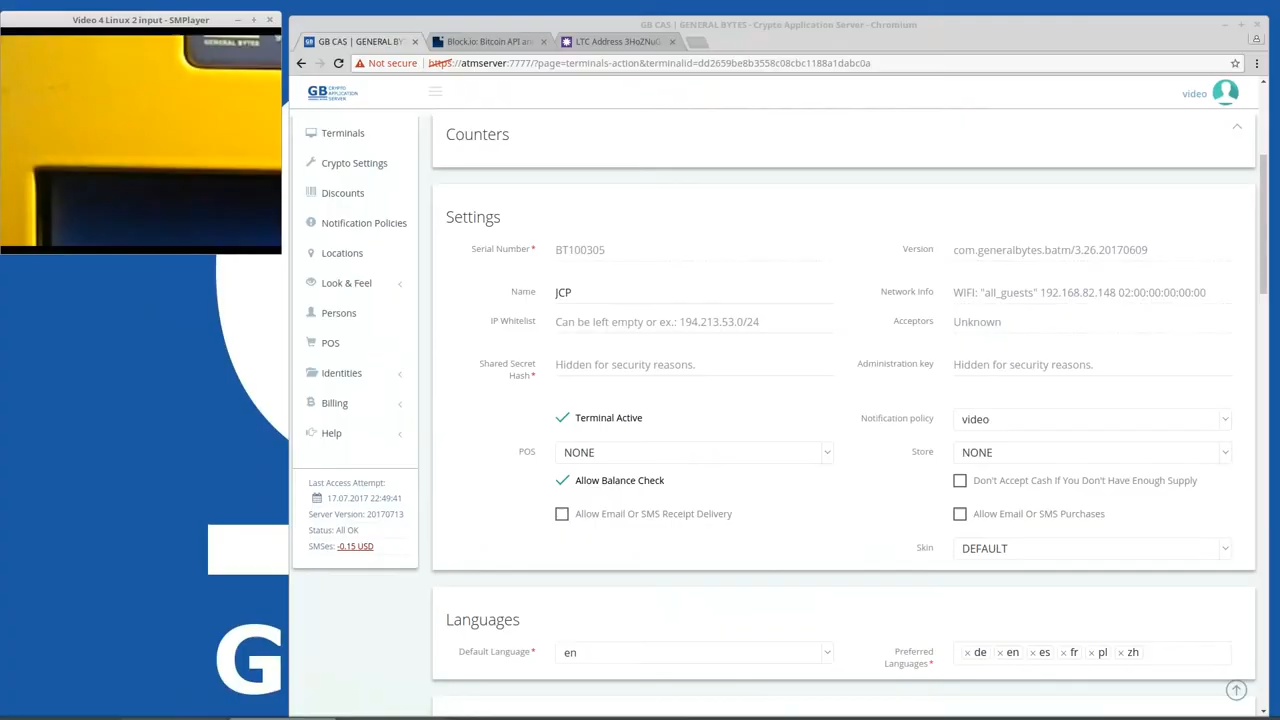 Video 4 Linux 2 input - SMPlayer
GENERAL BYTES
GB CAS | GENERAL BYTES - Crypto Application Server - Chromium
GB CAS | GENERAL BYT
Block.io: Bitcoin API an
LTC Address 3HoZNuG
Not secure
https://atmserver:7777/?page=terminals-action&terminalid=dd2659be8b3558c08cbc1188a1dabc0a
GB CRYPTO APPLICATION SERVER
video
Terminals
Crypto Settings
Discounts
Notification Policies
Locations
Look & Feel
Persons
POS
Identities
Billing
Help
Last Access Attempt:
17.07.2017 22:49:41
Server Version: 20170713
Status: All OK
SMSes: -0.15 USD
Counters
Settings
Serial Number* BT100305
Version com.generalbytes.batm/3.26.20170609
Name JCP
Network Info WIFI: "all_guests" 192.168.82.148 02:00:00:00:00:00
IP Whitelist Can be left empty or ex.: 194.213.53.0/24
Acceptors Unknown
Shared Secret Hash* Hidden for security reasons.
Administration key Hidden for security reasons.
Terminal Active
Notification policy video
POS NONE
Store NONE
Allow Balance Check
Don't Accept Cash If You Don't Have Enough Supply
Allow Email Or SMS Receipt Delivery
Allow Email Or SMS Purchases
Skin DEFAULT
Languages
Default Language* en
Preferred Languages* × de × en × es × fr × pl × zh
G